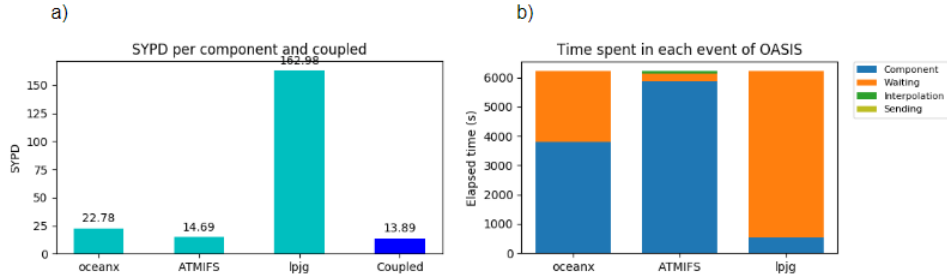 a)
b)
SYPD per component and coupled
162.98
150
125
100
75
50
25
0
SYPD
22.78
14.69
13.89
oceanx
ATMIFS
lpjg
Coupled
Time spent in each event of OASIS
6000
5000
4000
3000
2000
1000
0
Elapsed time (s)
oceanx
ATMIFS
lpjg
Component
Waiting
Interpolation
Sending